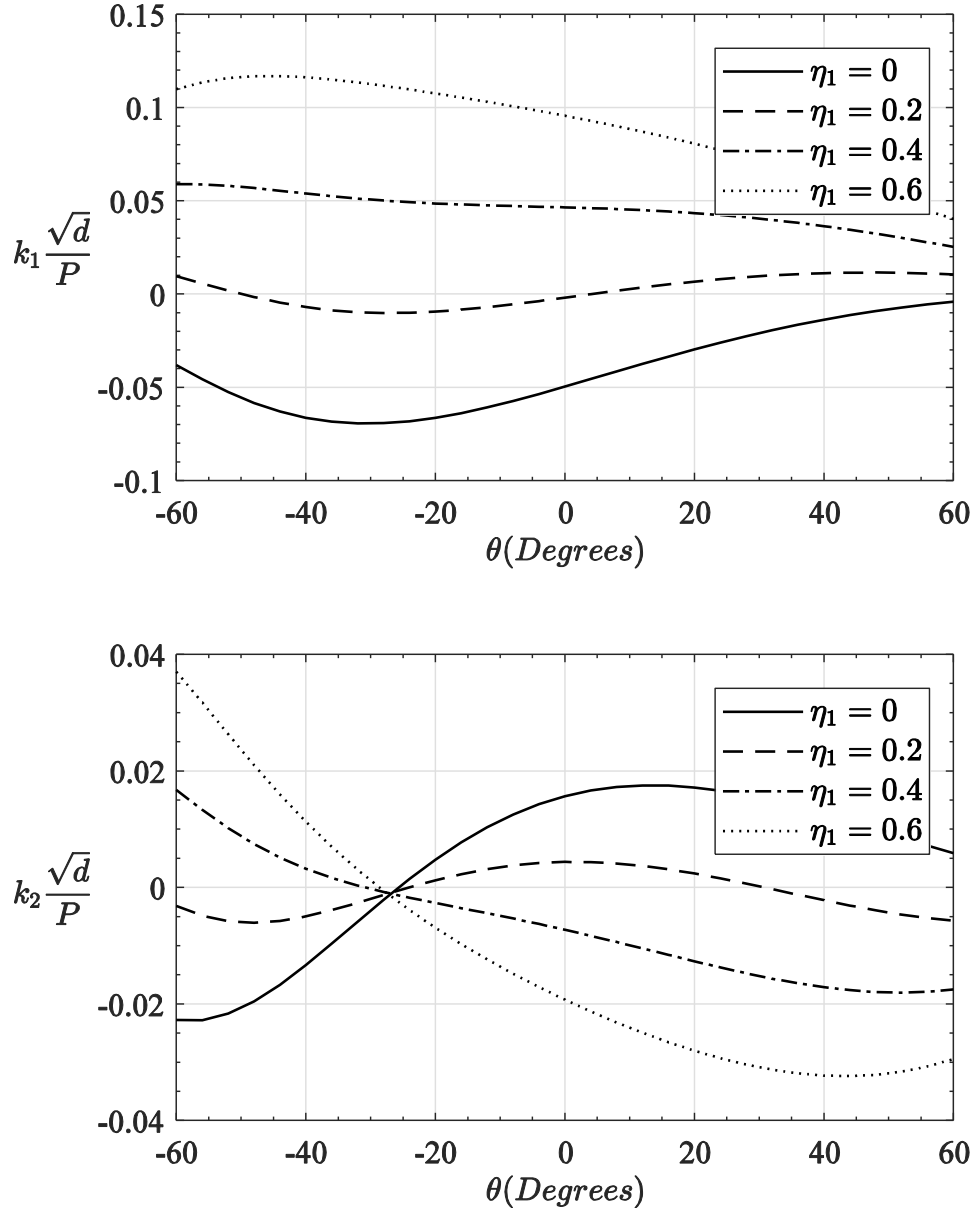 0.15
η₁ = 0
η₁ = 0.2
η₁ = 0.4
η₁ = 0.6
0.1
0.05
0
-0.05
-0.1
k₁ √d/P
-60 -40 -20 0 20 40 60
θ(Degrees)
0.04
η₁ = 0
η₁ = 0.2
η₁ = 0.4
η₁ = 0.6
0.02
0
-0.02
-0.04
k₂ √d/P
-60 -40 -20 0 20 40 60
θ(Degrees)